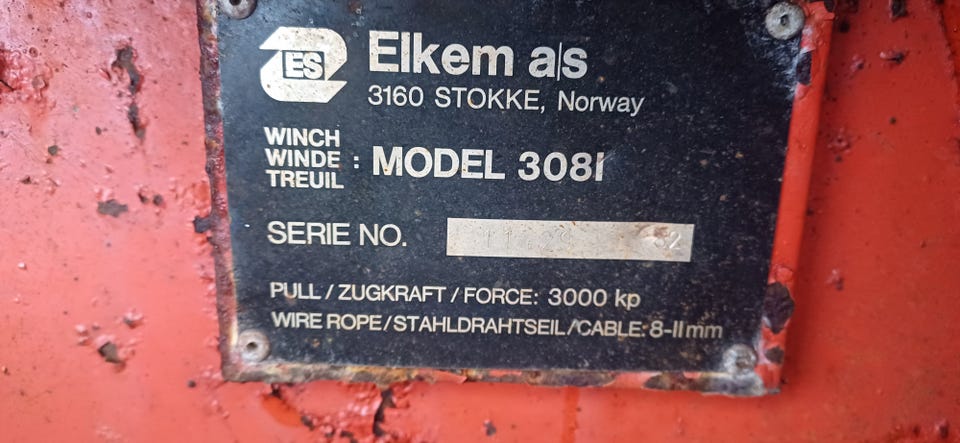 ES
Elkem a/s
3160 STOKKE, Norway
WINCH
WINDE : MODEL 308I
TREUIL
SERIE NO.
PULL / ZUGKRAFT / FORCE: 3000 kp
WIRE ROPE/STAHLDRAHTSEIL/CABLE: 8-11mm